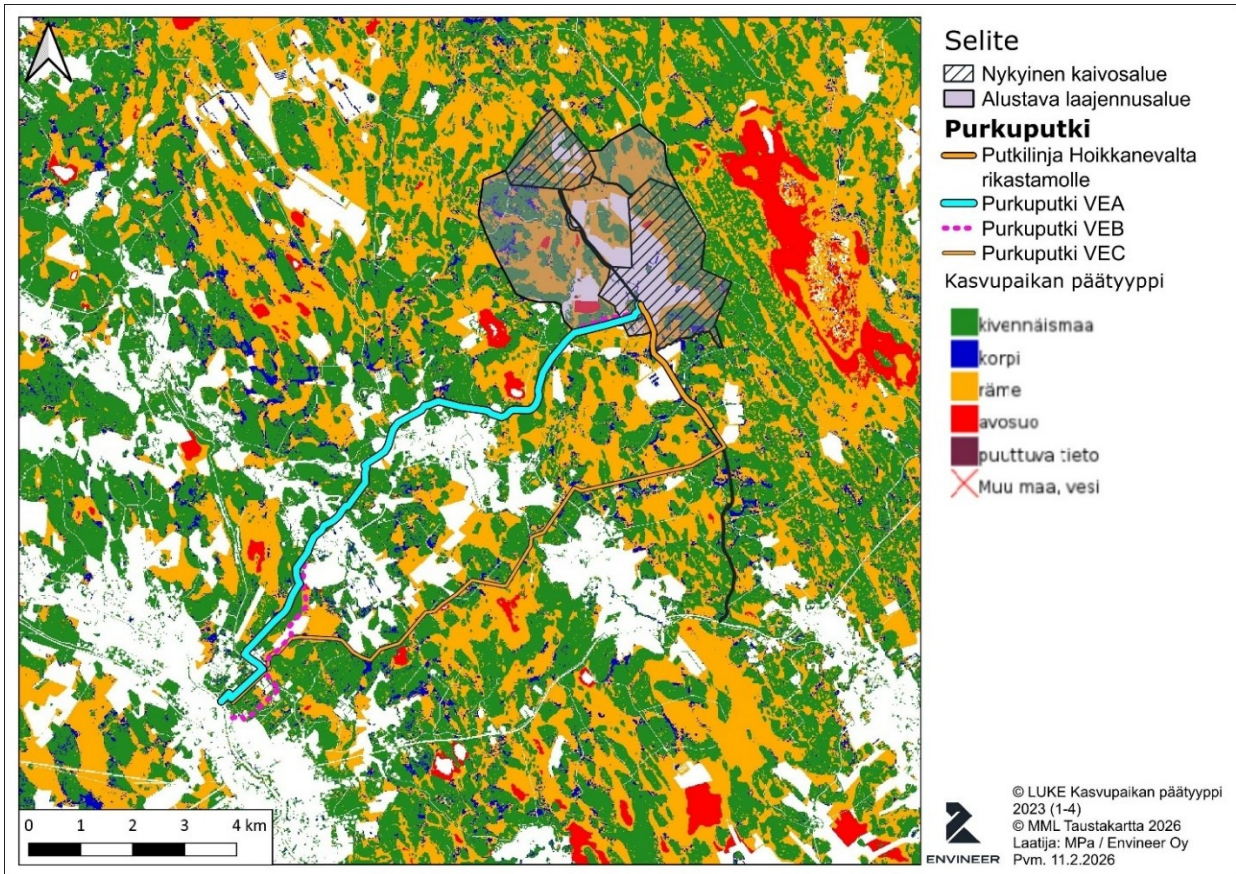 Selite
Nykyinen kaivosalue
Alustava laajennusalue
Purkuputki
Putkilinja Hoikkanevalta
rikastamolle
Purkuputki VEA
Purkuputki VEB
Purkuputki VEC
Kasvupaikan päätyyppi
kivennäismaa
korpi
räme
avosuo
puuttuva tieto
Muu maa, vesi
0 1 2 3 4 km
ENVINEER
© LUKE Kasvupaikan päätyyppi
2023 (1-4)
© MML Taustakartta 2026
Laatija: MPa / Envineer Oy
Pvm. 11.2.2026